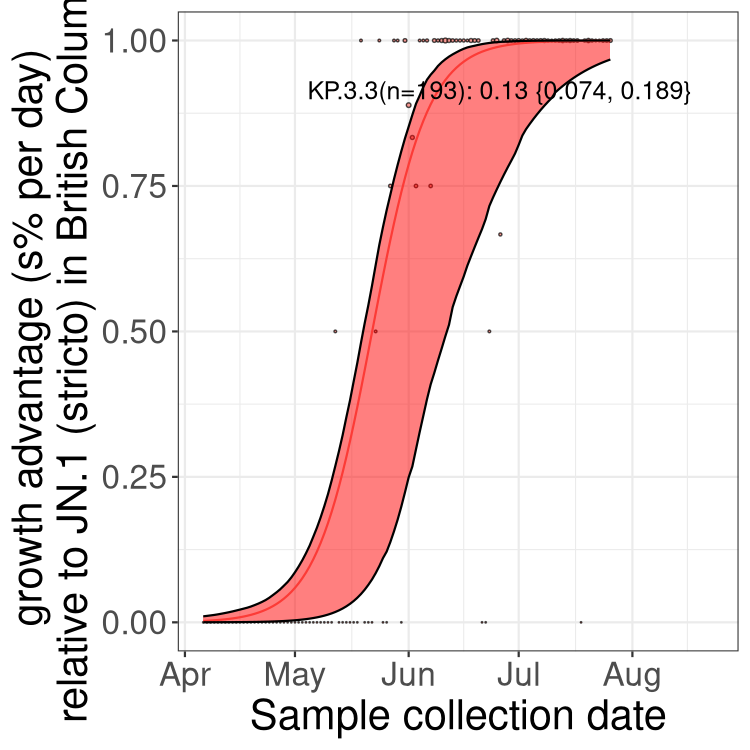 growth advantage (s% per day)
relative to JN.1 (stricto) in British Colum
1.00
0.75
0.50
0.25
0.00
KP.3.3(n=193): 0.13 {0.074, 0.189}
Apr May Jun Jul Aug
Sample collection date